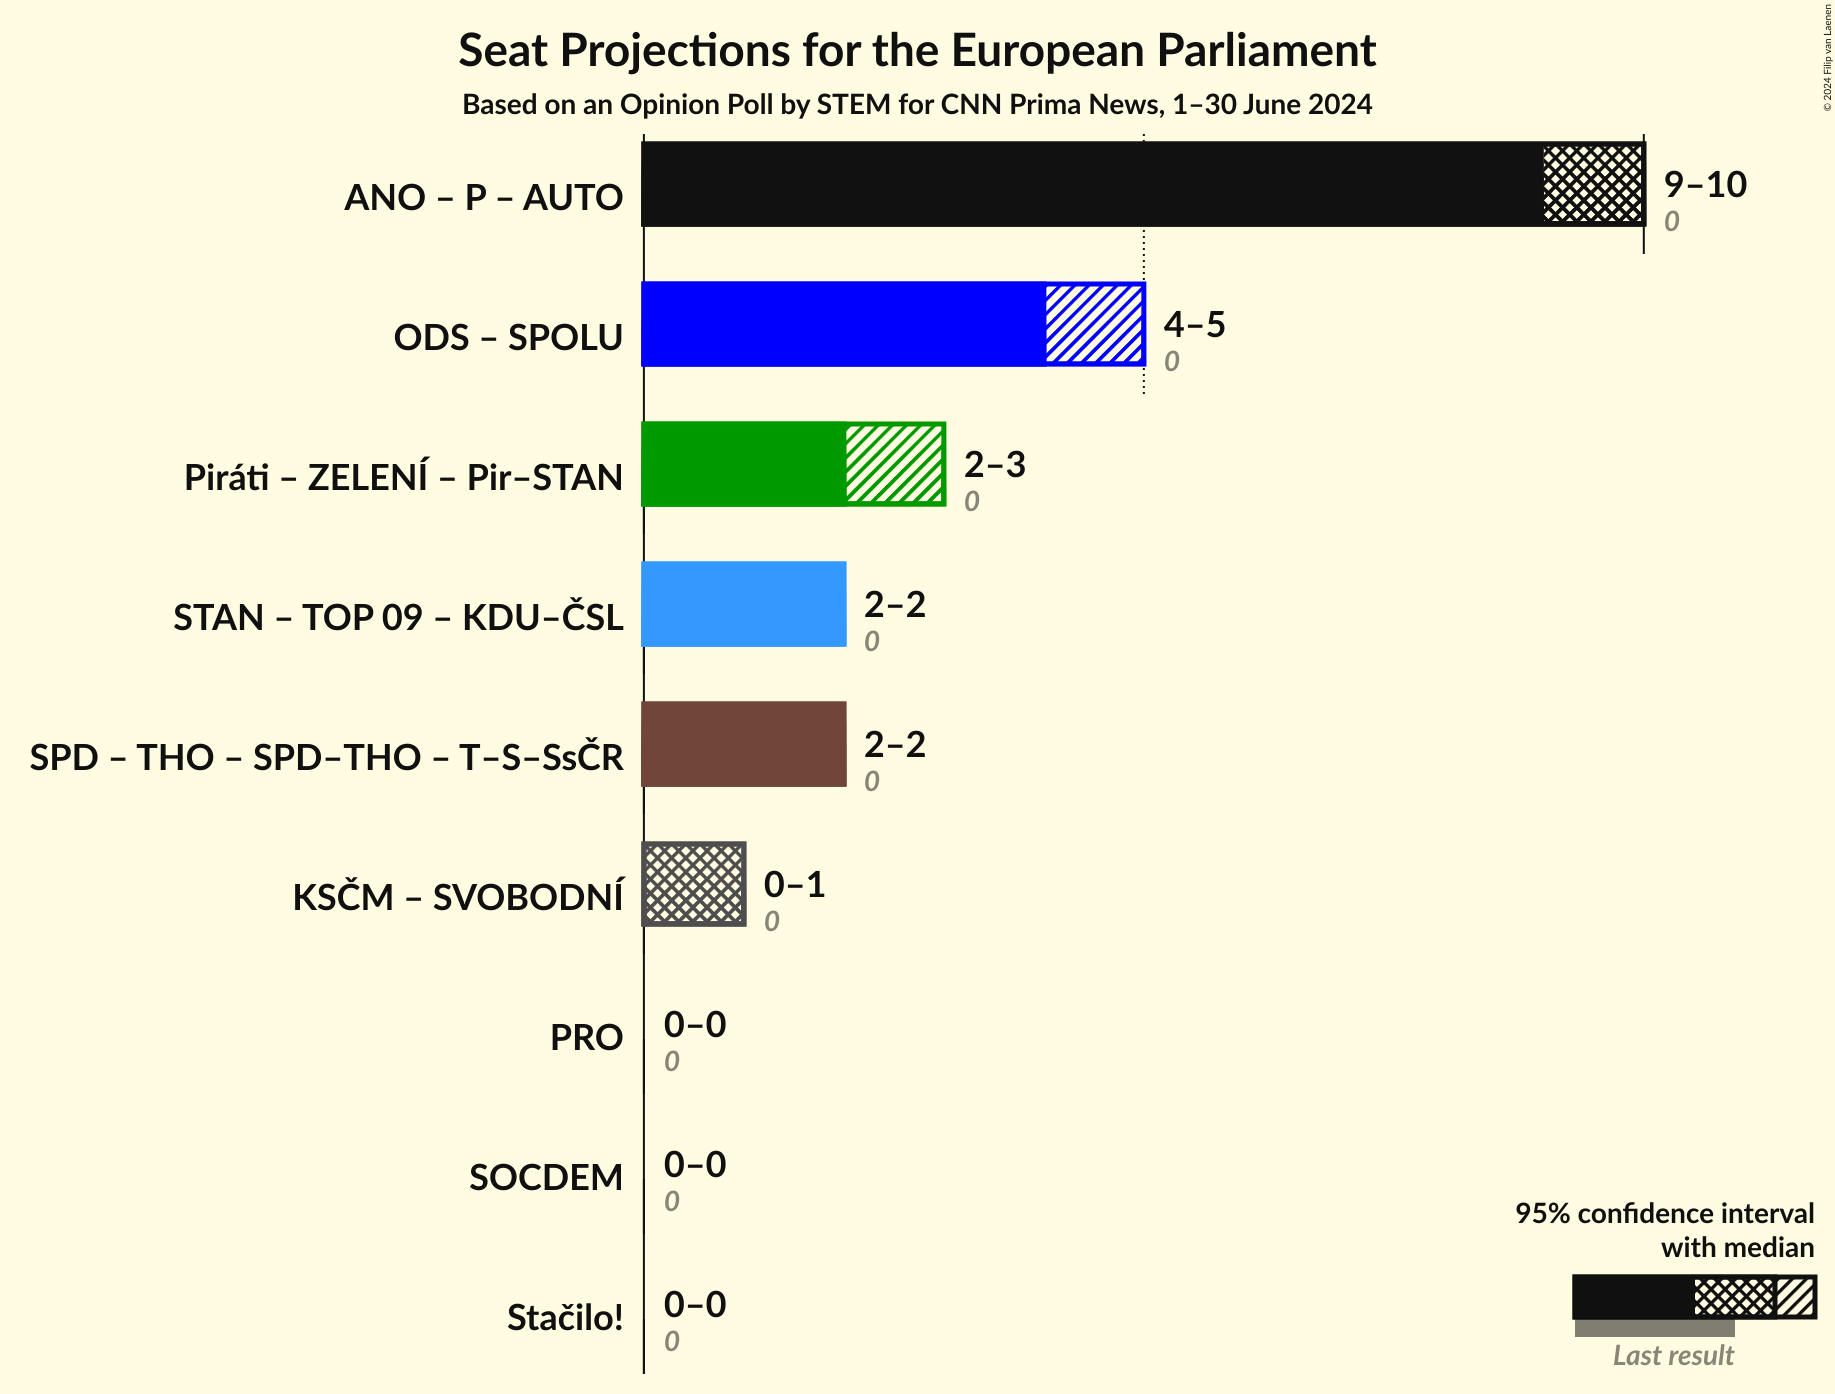 Seat Projections for the European Parliament
Based on an Opinion Poll by STEM for CNN Prima News, 1–30 June 2024
© 2024 Filip van Laenen
ANO – P – AUTO
9–10
0
ODS – SPOLU
4–5
0
Piráti – ZELENÍ – Pir–STAN
2–3
0
STAN – TOP 09 – KDU–ČSL
2–2
0
SPD – THO – SPD–THO – T–S–SsČR
2–2
0
KSČM – SVOBODNÍ
0–1
0
PRO
0–0
0
SOCDEM
0–0
0
Stačilo!
0–0
0
95% confidence interval
with median
Last result